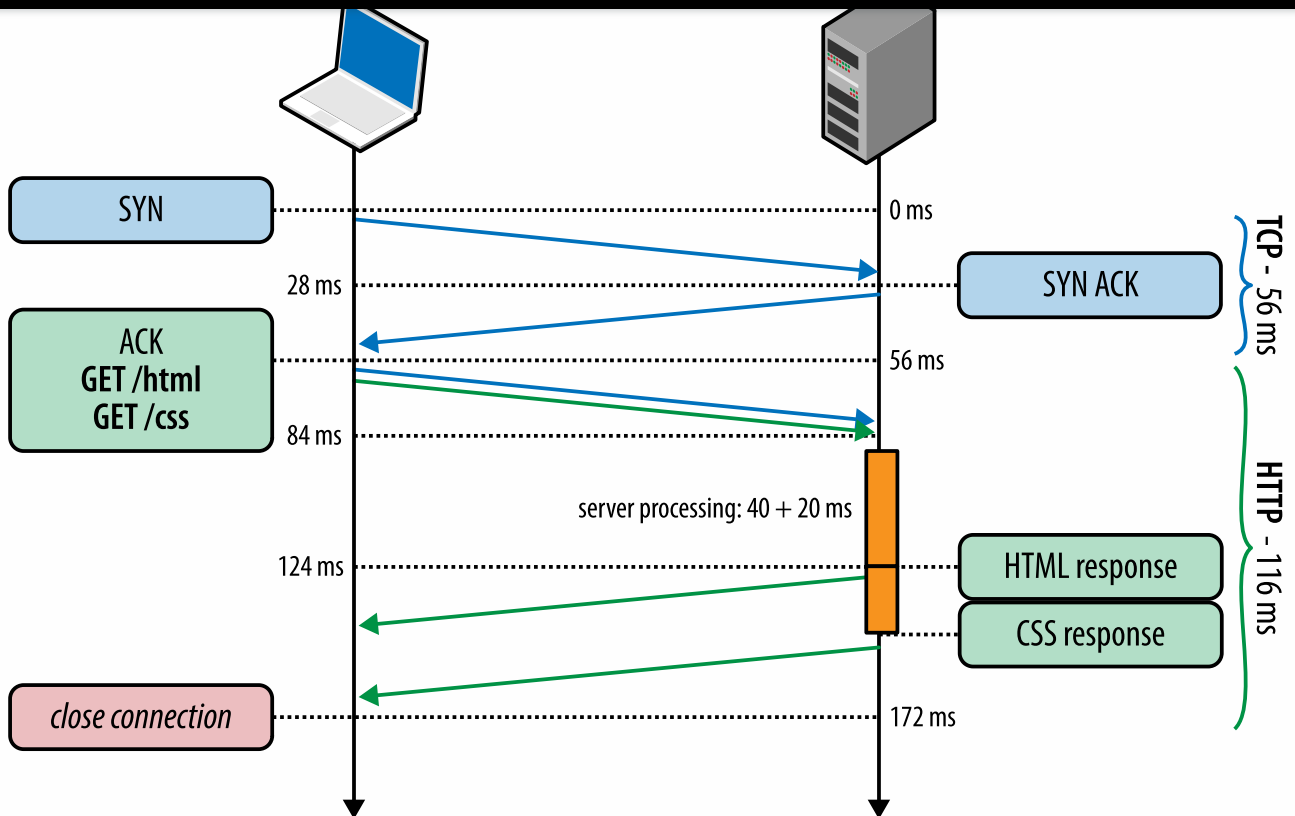 SYN
0 ms
28 ms
SYN ACK
TCP - 56 ms
ACK
GET /html
GET /css
56 ms
84 ms
server processing: 40 + 20 ms
124 ms
HTML response
CSS response
HTTP - 116 ms
close connection
172 ms